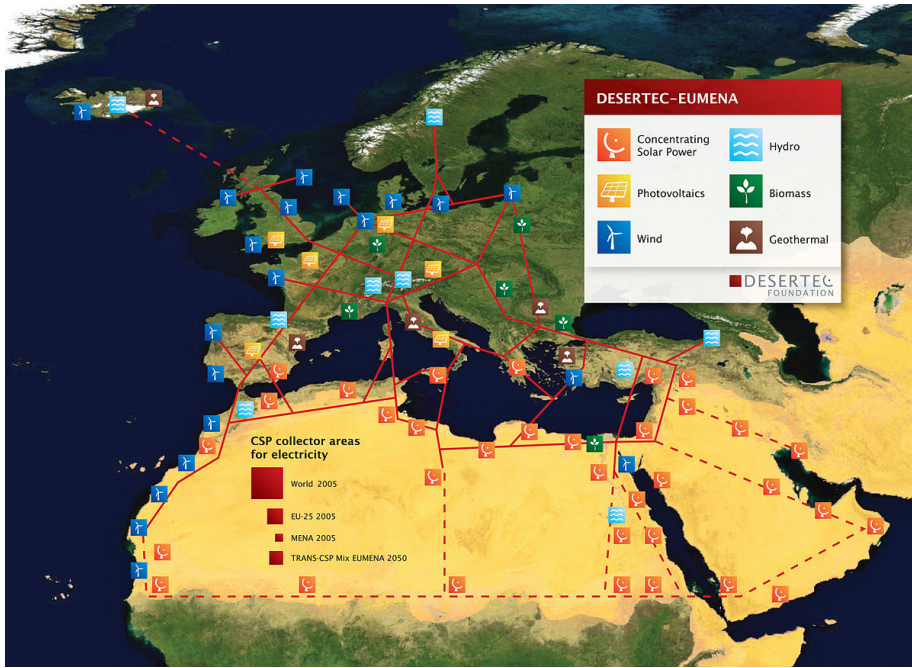 DESERTEC–EUMENA
Concentrating
Solar Power
Hydro
Photovoltaics
Biomass
Wind
Geothermal
DESERTEC
FOUNDATION
CSP collector areas
for electricity
World 2005
EU-25 2005
MENA 2005
TRANS-CSP Mix EUMENA 2050